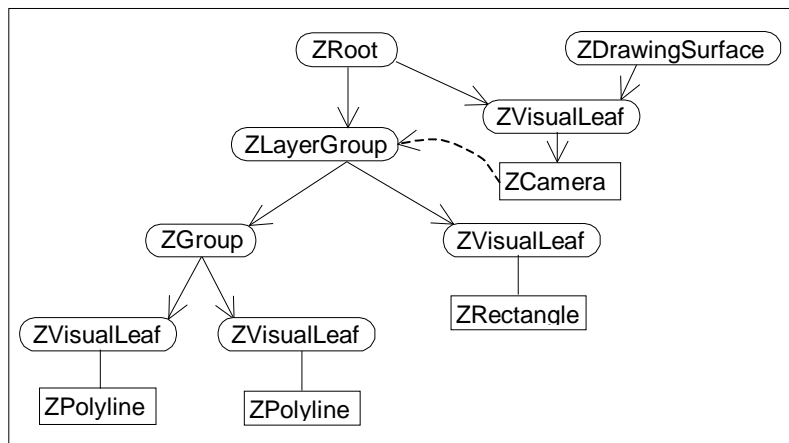 ZRoot
ZDrawingSurface
ZVisualLeaf
ZLayerGroup
ZCamera
ZGroup
ZVisualLeaf
ZRectangle
ZVisualLeaf
ZVisualLeaf
ZPolyline
ZPolyline